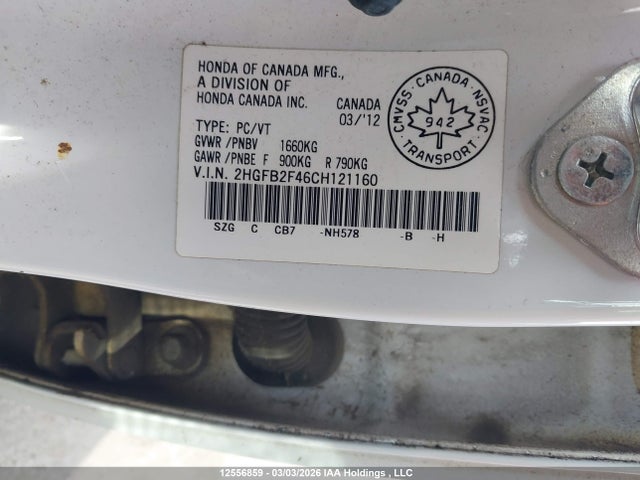 HONDA OF CANADA MFG.,
A DIVISION OF
HONDA CANADA INC. CANADA
03/'12
TYPE: PC/VT
GVWR /PNBV 1660KG
GAWR /PNBE F 900KG R 790KG
V.I.N. 2HGFB2F46CH121160
SZG C CB7 -NH578 -B -H
CMVSS · CANADA · NSVAC
942
TRANSPORT
12556859 - 03/03/2026 IAA Holdings , LLC